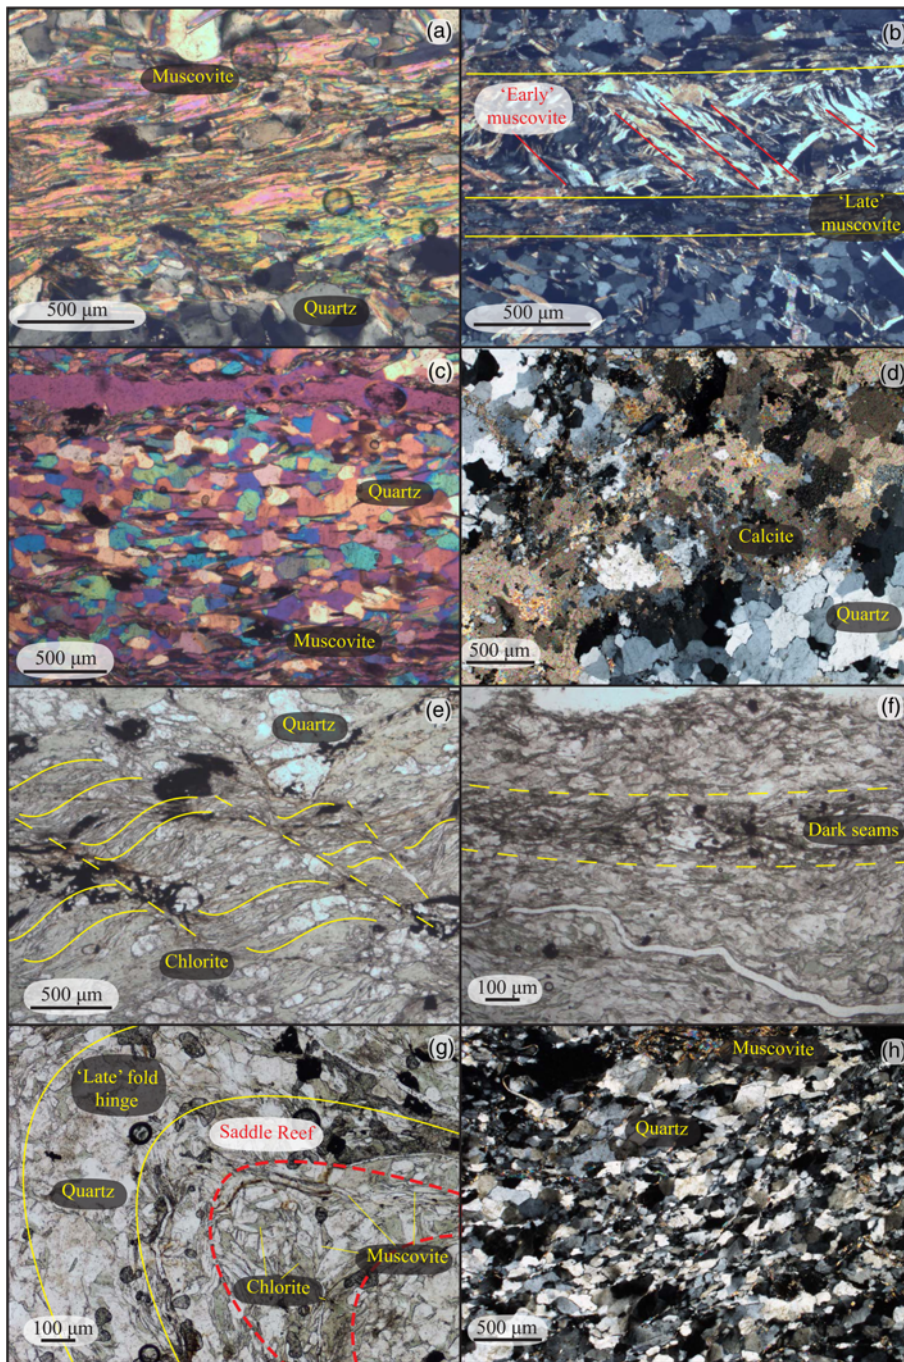 (a)
Muscovite
Quartz
500 μm
(b)
'Early'
muscovite
'Late'
muscovite
500 μm
(c)
Quartz
Muscovite
500 μm
(d)
Calcite
Quartz
500 μm
(e)
Quartz
Chlorite
500 μm
(f)
Dark seams
100 μm
(g)
'Late' fold
hinge
Saddle Reef
Quartz
Muscovite
Chlorite
100 μm
(h)
Muscovite
Quartz
500 μm